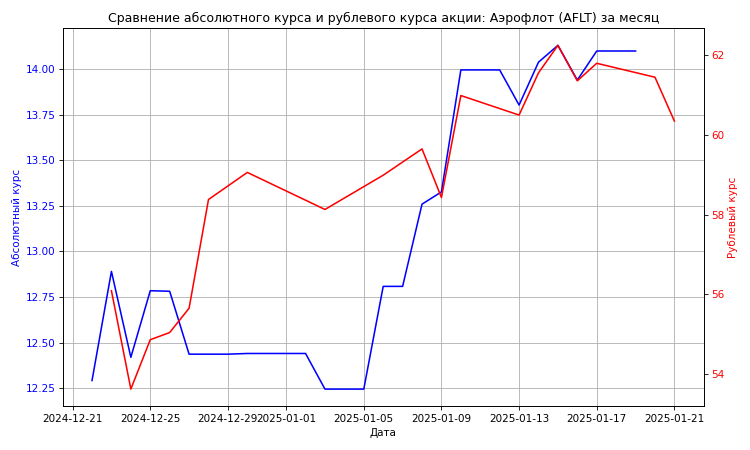 Сравнение абсолютного курса и рублевого курса акции: Аэрофлот (AFLT) за месяц
14.00
13.75
13.50
13.25
13.00
12.75
12.50
12.25
Абсолютный курс
62
60
58
56
54
Рублевый курс
2024-12-21 2024-12-25 2024-12-29 2025-01-01 2025-01-05 2025-01-09 2025-01-13 2025-01-17 2025-01-21
Дата